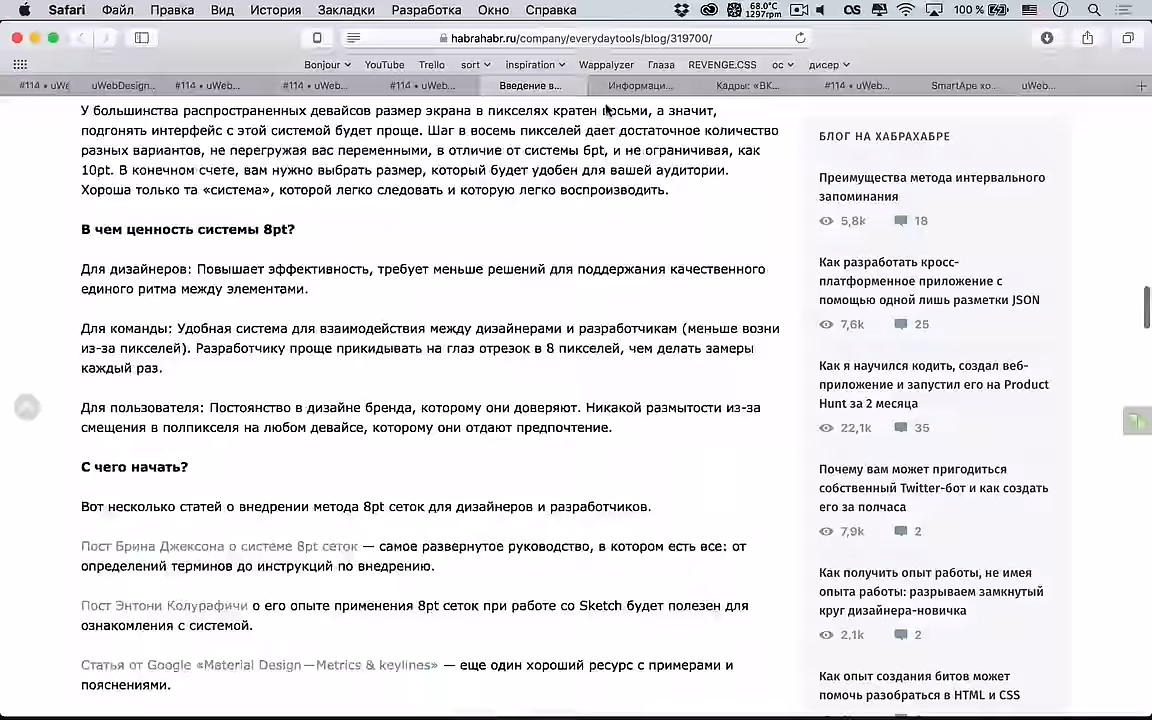 Safari Файл Правка Вид История Закладки Разработка Окно Справка 68.0°C 1297rpm 100 %
habrahabr.ru/company/everydaytools/blog/319700/
Bonjour YouTube Trello sort inspiration Wappalyzer Глаза REVENGE.CSS ос дисер
#114 • uWe #114 • uWeb... uWebDesign... #114 • uWeb... #114 • uWeb... #114 • uWeb... Введение в... Информаци... Кадры: «ВК... #114 • uWeb... SmartApe хо... uWeb...
У большинства распространенных девайсов размер экрана в пикселях кратен восьми, а значит,
подгонять интерфейс с этой системой будет проще. Шаг в восемь пикселей дает достаточное количество
разных вариантов, не перегружая вас переменными, в отличие от системы 6pt, и не ограничивая, как
10pt. В конечном счете, вам нужно выбрать размер, который будет удобен для вашей аудитории.
Хороша только та «система», которой легко следовать и которую легко воспроизводить.
В чем ценность системы 8pt?
Для дизайнеров: Повышает эффективность, требует меньше решений для поддержания качественного
единого ритма между элементами.
Для команды: Удобная система для взаимодействия между дизайнерами и разработчикам (меньше возни
из-за пикселей). Разработчику проще прикидывать на глаз отрезок в 8 пикселей, чем делать замеры
каждый раз.
Для пользователя: Постоянство в дизайне бренда, которому они доверяют. Никакой размытости из-за
смещения в полпикселя на любом девайсе, которому они отдают предпочтение.
С чего начать?
Вот несколько статей о внедрении метода 8pt сеток для дизайнеров и разработчиков.
Пост Брина Джексона о системе 8pt сеток — самое развернутое руководство, в котором есть все: от
определений терминов до инструкций по внедрению.
Пост Энтони Колурафичи о его опыте применения 8pt сеток при работе со Sketch будет полезен для
ознакомления с системой.
Статья от Google «Material Design—Metrics & keylines» — еще один хороший ресурс с примерами и
пояснениями.
БЛОГ НА ХАБРАХАБРЕ
Преимущества метода интервального
запоминания
5,8k 18
Как разработать кросс-
платформенное приложение с
помощью одной лишь разметки JSON
7,6k 25
Как я научился кодить, создал веб-
приложение и запустил его на Product
Hunt за 2 месяца
22,1k 35
Почему вам может пригодиться
собственный Twitter-бот и как создать
его за полчаса
7,9k 2
Как получить опыт работы, не имея
опыта работы: разрываем замкнутый
круг дизайнера-новичка
2,1k 2
Как опыт создания битов может
помочь разобраться в HTML и CSS